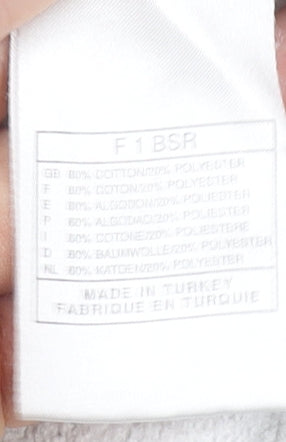 F 1 BSR
GB 80% COTTON/20% POLYESTER
F 80% COTON/20% POLYESTER
E 80% ALGODON/20% POLIESTER
P 80% ALGODAO/20% POLIESTER
I 80% COTONE/20% POLIESTERE
D 80% BAUMWOLLE/20% POLYESTER
NL 80% KATOEN/20% POLYESTER
MADE IN TURKEY
FABRIQUE EN TURQUIE